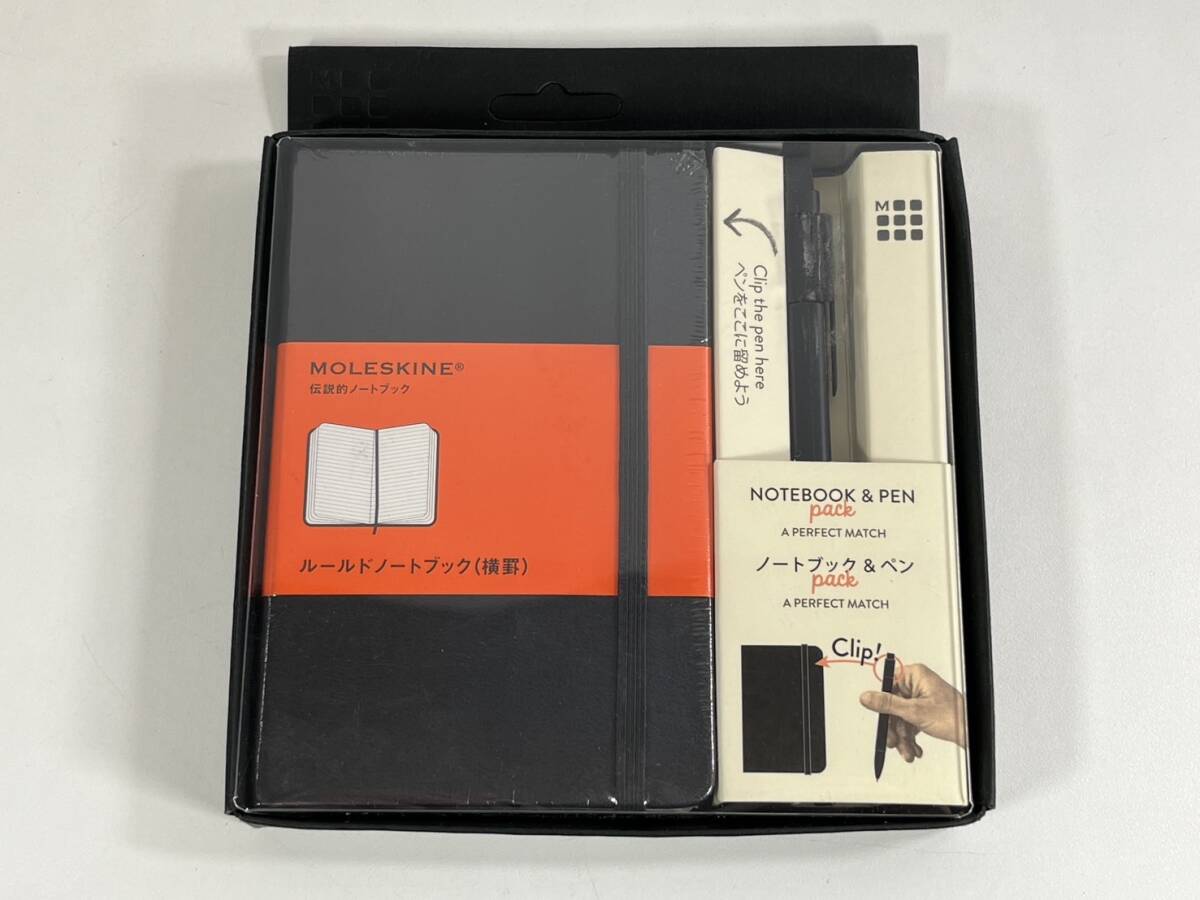 M
MOLESKINE®
伝説的ノートブック
ルールドノートブック(横罫)
Clip the pen here
ペンをここに留めよう
M
NOTEBOOK & PEN
pack
A PERFECT MATCH
ノートブック & ペン
pack
A PERFECT MATCH
Clip!